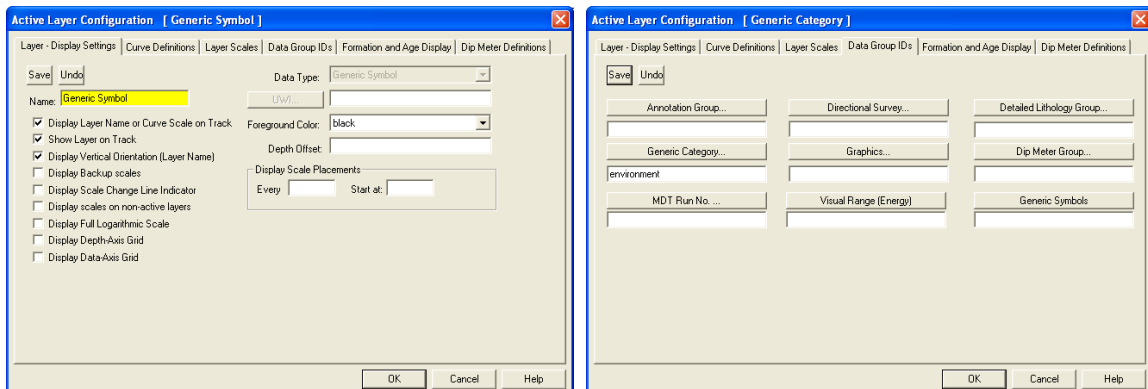 Active Layer Configuration [ Generic Symbol ]
Layer - Display Settings Curve Definitions Layer Scales Data Group IDs Formation and Age Display Dip Meter Definitions
Save Undo
Data Type: Generic Symbol
Name: Generic Symbol
UWI...
Display Layer Name or Curve Scale on Track
Foreground Color: black
Show Layer on Track
Display Vertical Orientation (Layer Name)
Depth Offset:
Display Backup scales
Display Scale Placements
Display Scale Change Line Indicator
Every Start at:
Display scales on non-active layers
Display Full Logarithmic Scale
Display Depth-Axis Grid
Display Data-Axis Grid
OK Cancel Help
Active Layer Configuration [ Generic Category ]
Layer - Display Settings Curve Definitions Layer Scales Data Group IDs Formation and Age Display Dip Meter Definitions
Save Undo
Annotation Group... Directional Survey... Detailed Lithology Group...
Generic Category... Graphics... Dip Meter Group...
environment
MDT Run No. ... Visual Range (Energy) Generic Symbols
OK Cancel Help